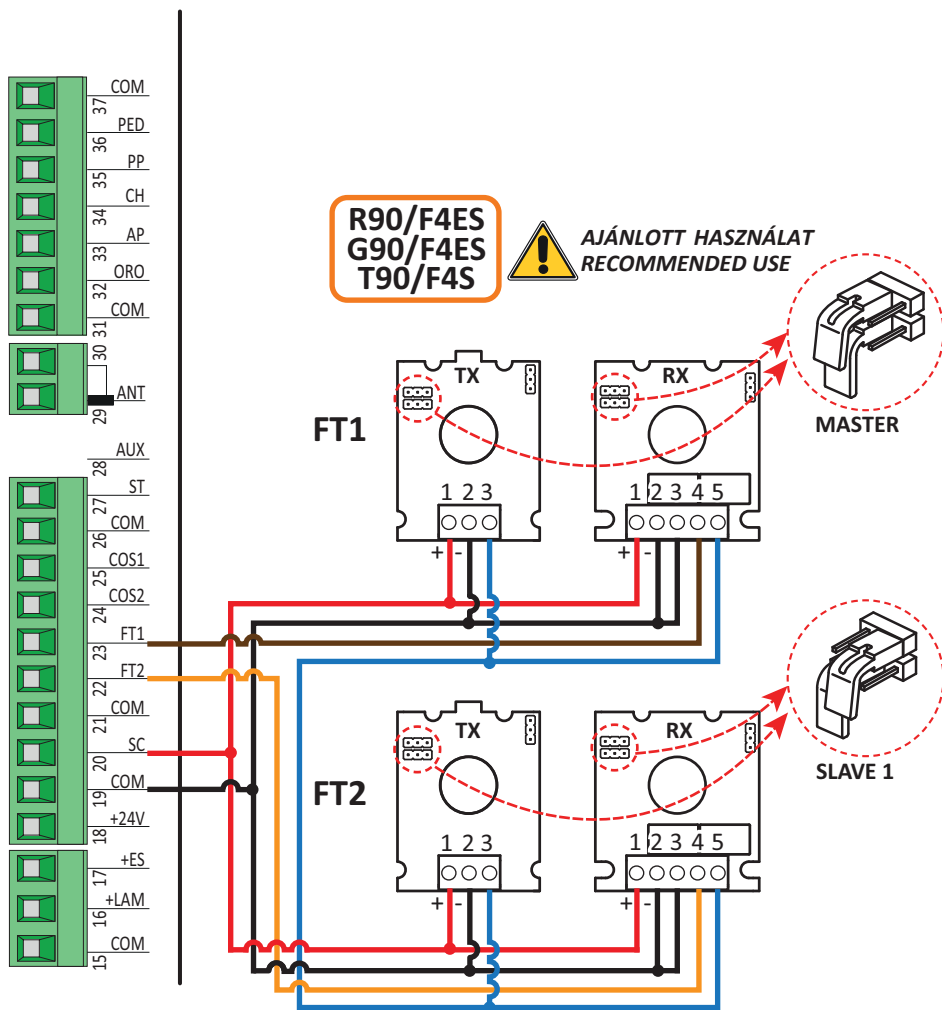 COM
37
PED
36
PP
35
CH
34
AP
33
ORO
32
COM
31
30
ANT
29
AUX
28
ST
27
COM
26
COS1
25
COS2
24
FT1
23
FT2
22
COM
21
SC
20
COM
19
+24V
18
+ES
17
+LAM
16
COM
15
R90/F4ES
G90/F4ES
T90/F4S
AJÁNLOTT HASZNÁLAT
RECOMMENDED USE
MASTER
FT1
TX
1 2 3
+ -
RX
1 2 3 4 5
+ -
SLAVE 1
FT2
TX
1 2 3
+ -
RX
1 2 3 4 5
+ -